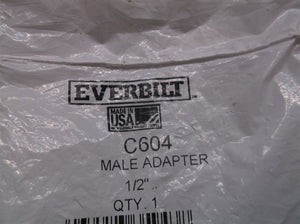 EVERBILT
MADE IN
USA
C604
MALE ADAPTER
1/2"
QTY. 1